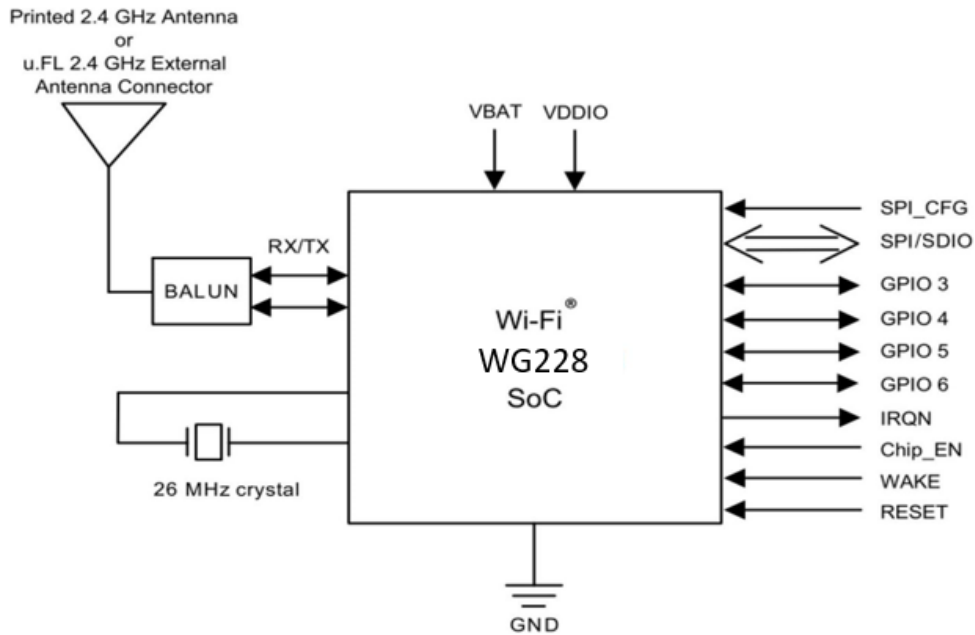 Printed 2.4 GHz Antenna
or
u.FL 2.4 GHz External
Antenna Connector
VBAT VDDIO
RX/TX
BALUN
26 MHz crystal
Wi-Fi®
WG228
SoC
SPI_CFG
SPI/SDIO
GPIO 3
GPIO 4
GPIO 5
GPIO 6
IRQN
Chip_EN
WAKE
RESET
GND